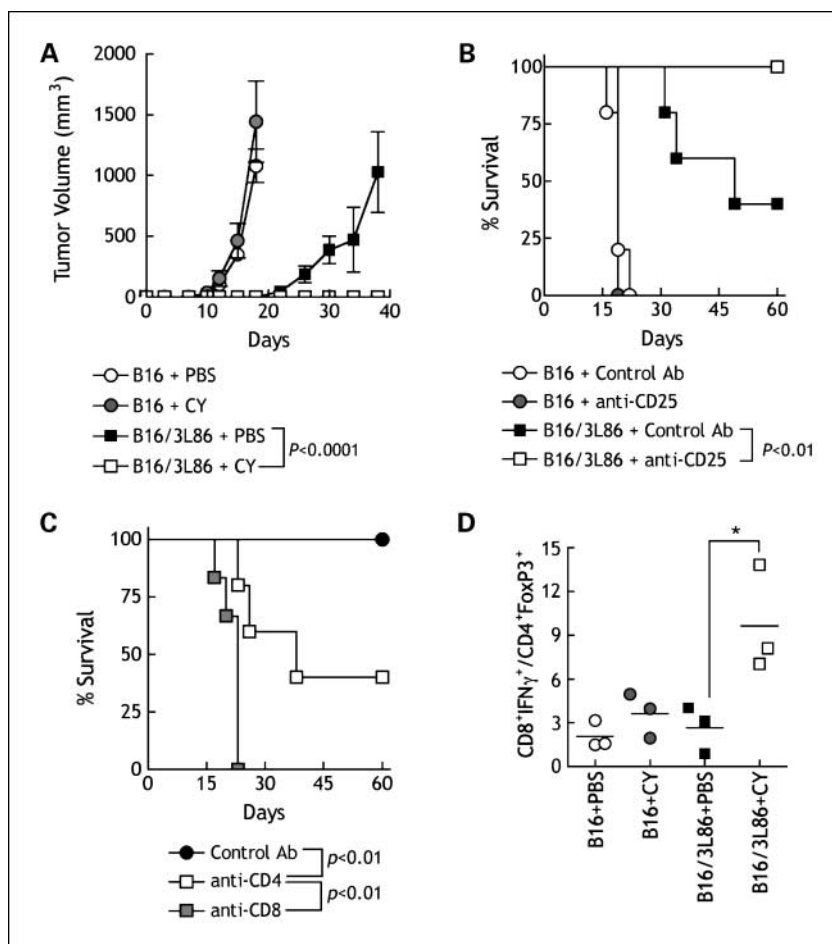 A
Tumor Volume (mm³)
2000
1500
1000
500
0
0 10 20 30 40
Days
B16 + PBS
B16 + CY
B16/3L86 + PBS
B16/3L86 + CY
P<0.0001
B
% Survival
100
75
50
25
0
0 15 30 45 60
Days
B16 + Control Ab
B16 + anti-CD25
B16/3L86 + Control Ab
B16/3L86 + anti-CD25
P<0.01
C
% Survival
100
75
50
25
0
0 15 30 45 60
Days
Control Ab
anti-CD4
anti-CD8
p<0.01
p<0.01
D
CD8⁺IFNγ⁺/CD4⁺FoxP3⁺
15
12
9
6
3
0
*
B16+PBS
B16+CY
B16/3L86+PBS
B16/3L86+CY